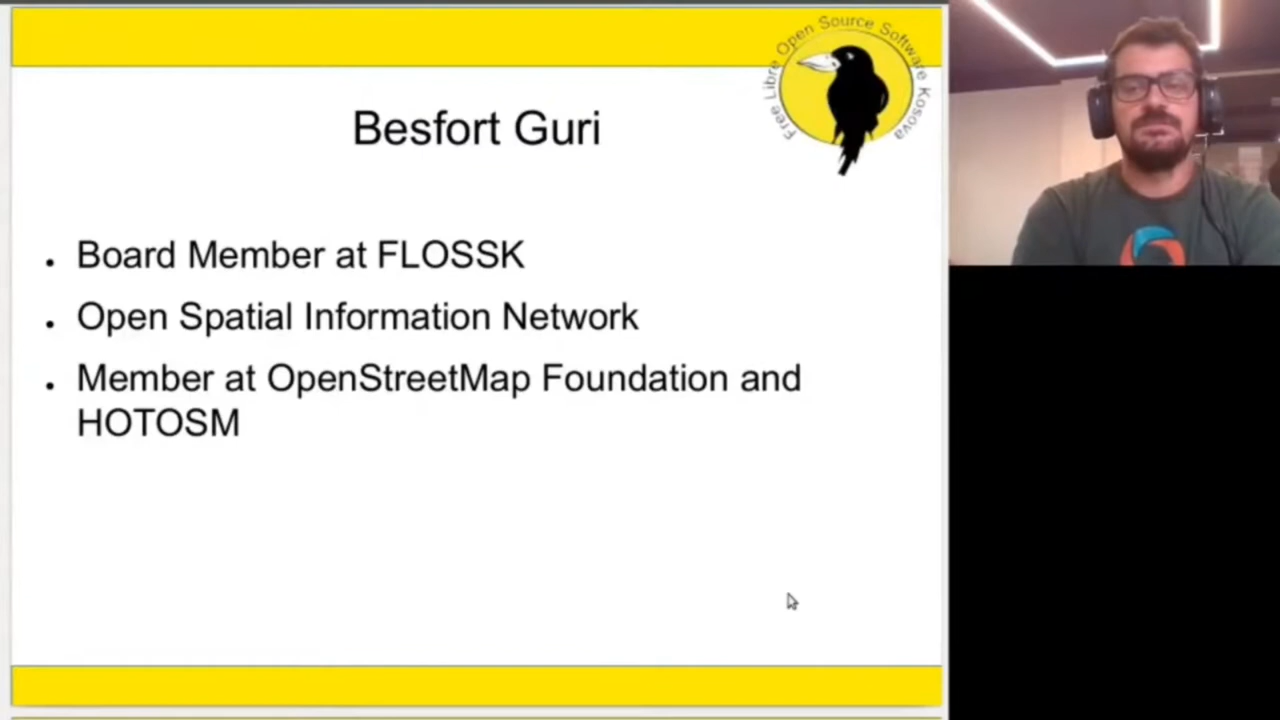 Free Libre Open Source Software Kosova
Besfort Guri
Board Member at FLOSSK
Open Spatial Information Network
Member at OpenStreetMap Foundation and
HOTOSM